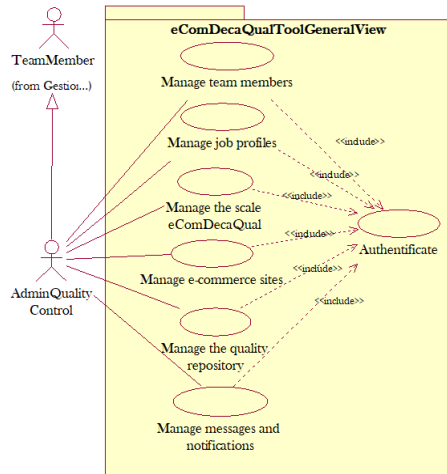 eComDecaQualToolGeneralView
TeamMember
(from Gestion...)
Manage team members
<<include>>
Manage job profiles
<<include>>
<<include>>
Manage the scale
eComDecaQual
<<include>>
Authentificate
AdminQuality
Control
Manage e-commerce sites
<<include>>
<<include>>
Manage the quality
repository
Manage messages and
notifications